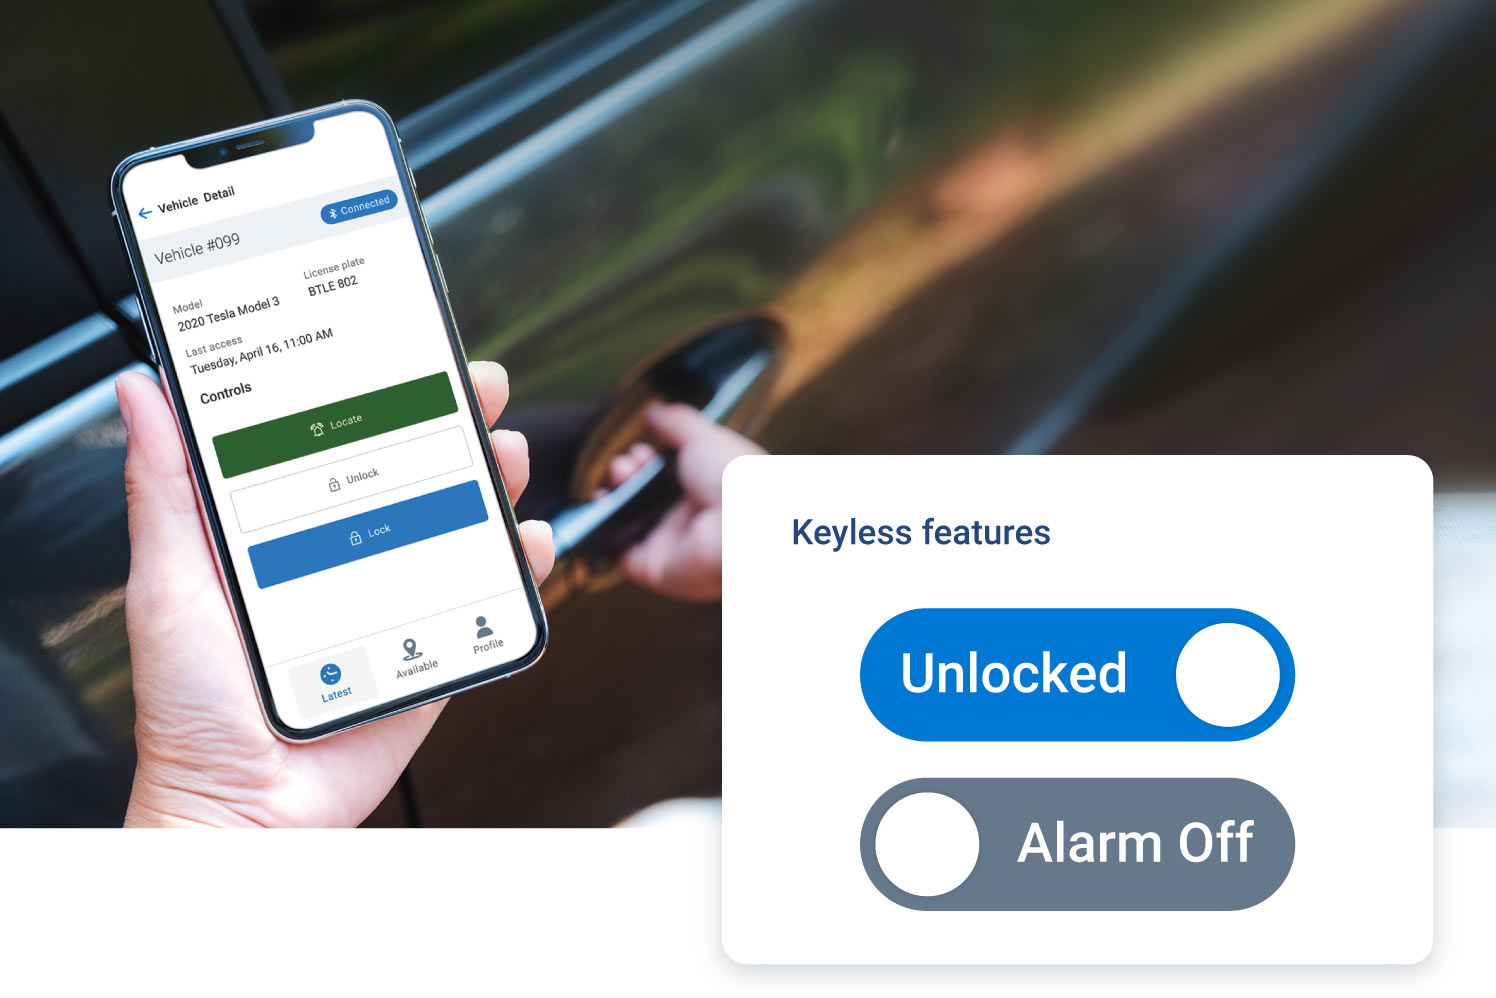 Vehicle Detail
Vehicle #099
Connected
Model
2020 Tesla Model 3
License plate
BTLE 802
Last access
Tuesday, April 16, 11:00 AM
Controls
Locate
Unlock
Lock
Latest
Available
Profile
Keyless features
Unlocked
Alarm Off